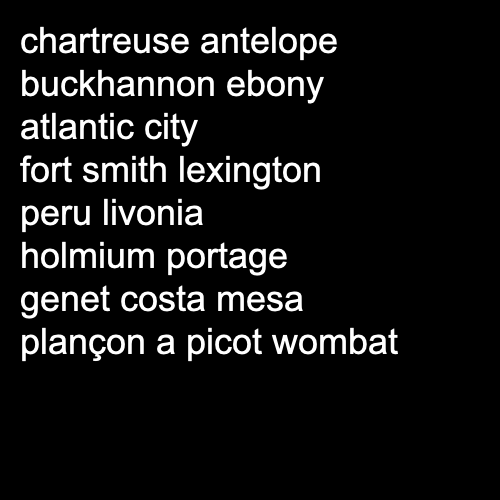 chartreuse antelope
buckhannon ebony
atlantic city
fort smith lexington
peru livonia
holmium portage
genet costa mesa
plançon a picot wombat